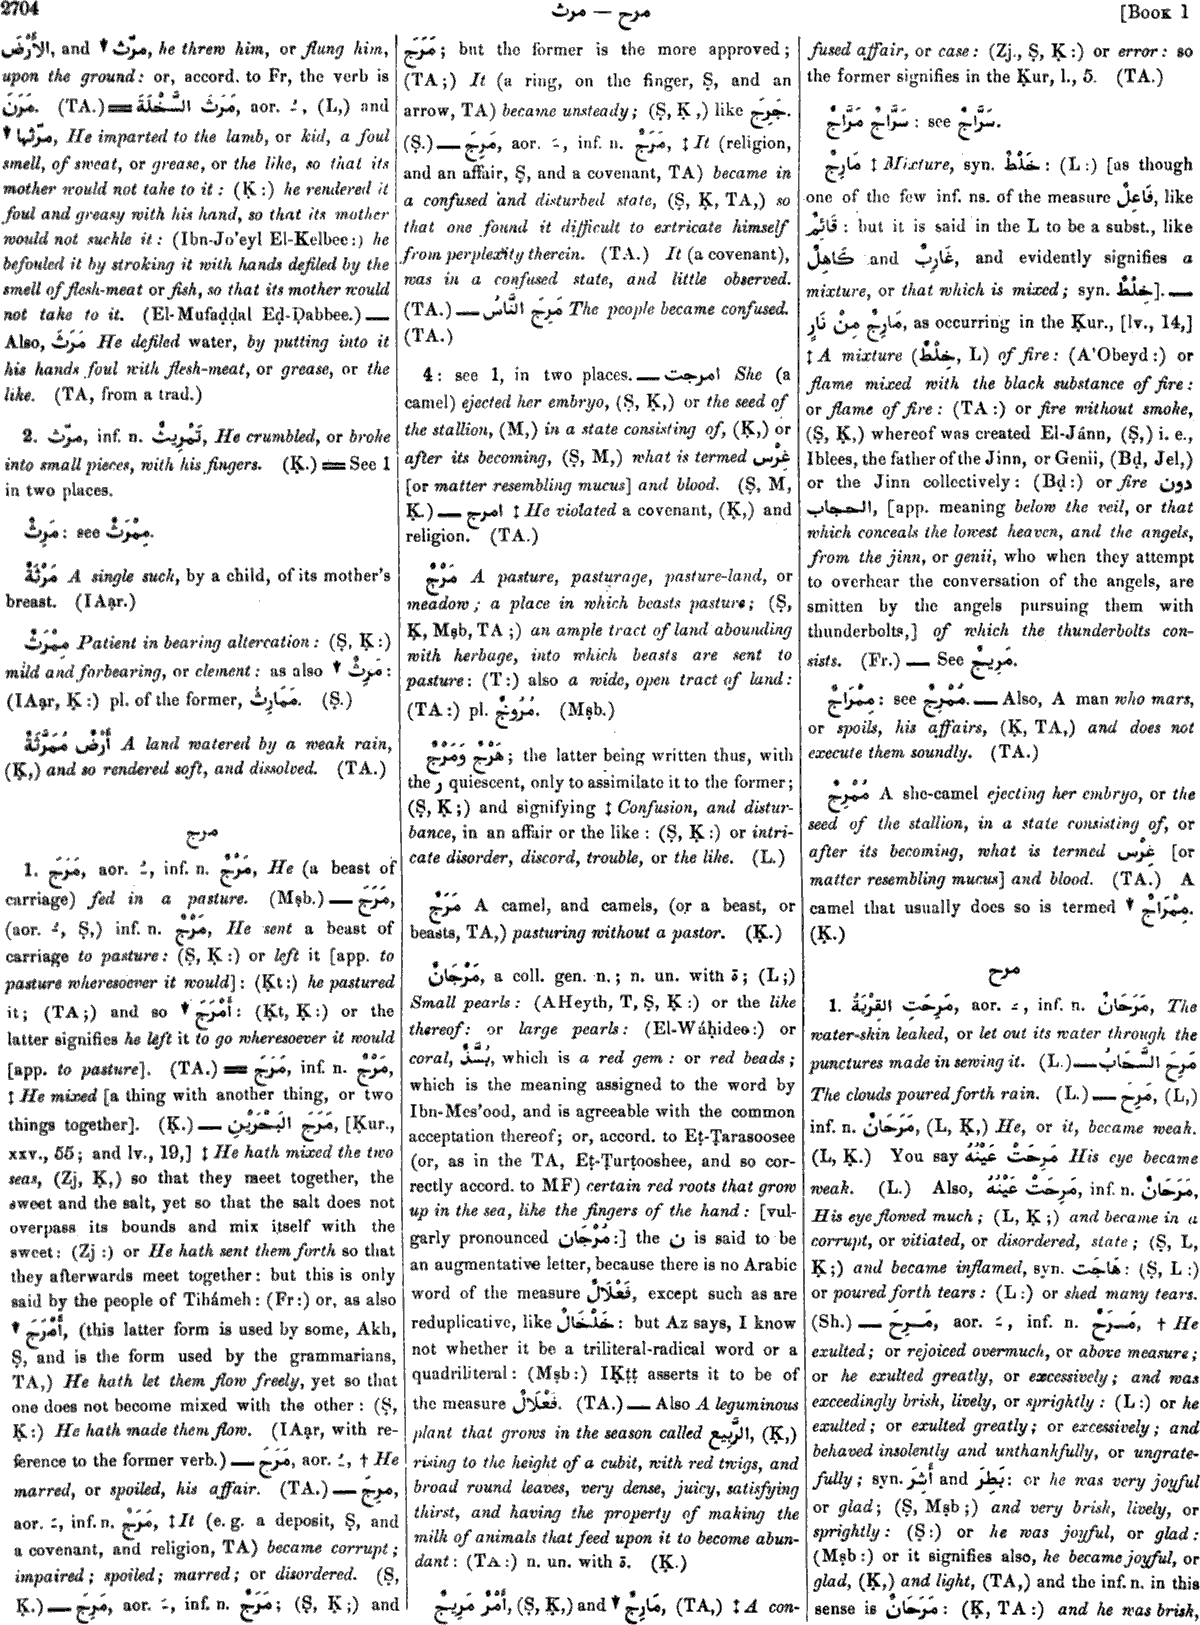 2704
مرث — مرح
[BOOK I
الأَرْضَ, and ↓ مرّث, he threw him, or flung him,
upon the ground: or, accord. to Fr, the verb is
مَرَنَ. (TA.) = مَرَثَ السَّخْلَةَ, aor. ـُ, (L,) and
↓ مرّثها, He imparted to the lamb, or kid, a foul
smell, of sweat, or grease, or the like, so that its
mother would not take to it: (Ḳ:) he rendered it
foul and greasy with his hand, so that its mother
would not suckle it: (Ibn-Jo'eyl El-Kelbee:) he
befouled it by stroking it with hands defiled by the
smell of flesh-meat or fish, so that its mother would
not take to it. (El-Mufaḍḍal Eḍ-Ḍabbee.) —
Also, مَرَثَ He defiled water, by putting into it
his hands foul with flesh-meat, or grease, or the
like. (TA, from a trad.)
2. مرّث, inf. n. تَمْرِيثٌ, He crumbled, or broke
into small pieces, with his fingers. (Ḳ.) = See 1
in two places.
مَرِثٌ: see مِمْرَثٌ.
مَرْثَةٌ A single such, by a child, of its mother's
breast. (IAạr.)
مِمْرَثٌ Patient in bearing altercation: (Ṣ, Ḳ:)
mild and forbearing, or clement: as also ↓ مَرِثٌ:
(IAạr, Ḳ:) pl. of the former, مَمَارِثُ. (Ṣ.)
أَرْضٌ مُمَرَّثَةٌ A land watered by a weak rain,
(Ḳ,) and so rendered soft, and dissolved. (TA.)
مرج
1. مَرَجَ, aor. ـُ, inf. n. مَرْجٌ, He (a beast of
carriage) fed in a pasture. (Mṣb.) — مَرَجَ,
(aor. ـُ, Ṣ,) inf. n. مَرْجٌ, He sent a beast of
carriage to pasture: (Ṣ, Ḳ:) or left it [app. to
pasture wheresoever it would]: (Ḳt:) he pastured
it; (TA;) and so ↓ أَمْرَجَ: (Ḳt, Ḳ:) or the
latter signifies he left it to go wheresoever it would
[app. to pasture]. (TA.) = مَرَجَ, inf. n. مَرْجٌ,
‡ He mixed [a thing with another thing, or two
things together]. (Ḳ.) — مَرَجَ البَحْرَيْنِ, [Ḳur.,
xxv., 55; and lv., 19,] ‡ He hath mixed the two
seas, (Zj, Ḳ,) so that they meet together, the
sweet and the salt, yet so that the salt does not
overpass its bounds and mix itself with the
sweet: (Zj:) or He hath sent them forth so that
they afterwards meet together: but this is only
said by the people of Tihámeh: (Fr:) or, as also
↓ أَمْرَجَ, (this latter form is used by some, Akh,
Ṣ, and is the form used by the grammarians,
TA,) He hath let them flow freely, yet so that
one does not become mixed with the other: (Ṣ,
Ḳ:) He hath made them flow. (IAạr, with re-
ference to the former verb.) — مَرَجَ, aor. ـُ, † He
marred, or spoiled, his affair. (TA.) — مَرِجَ,
aor. ـَ, inf. n. مَرَجٌ, ‡ It (e. g. a deposit, Ṣ, and
a covenant, and religion, TA) became corrupt;
impaired; spoiled; marred; or disordered. (Ṣ,
Ḳ.) — مَرِجَ, aor. ـَ, inf. n. مَرَجٌ; (Ṣ, Ḳ;) and
مَرَجَ; but the former is the more approved;
(TA;) It (a ring, on the finger, Ṣ, and an
arrow, TA) became unsteady; (Ṣ, Ḳ,) like جَرِجَ.
(Ṣ.) — مَرِجَ, aor. ـَ, inf. n. مَرَجٌ, ‡ It (religion,
and an affair, Ṣ, and a covenant, TA) became in
a confused and disturbed state, (Ṣ, Ḳ, TA,) so
that one found it difficult to extricate himself
from perplexity therein. (TA.) It (a covenant),
was in a confused state, and little observed.
(TA.) — مَرِجَ النَّاسُ The people became confused.
(TA.)
4: see 1, in two places. — امرجت She (a
camel) ejected her embryo, (Ṣ, Ḳ,) or the seed of
the stallion, (M,) in a state consisting of, (Ḳ,) or
after its becoming, (Ṣ, M,) what is termed غِرْس
[or matter resembling mucus] and blood. (Ṣ, M,
Ḳ.) — امرج ‡ He violated a covenant, (Ḳ,) and
religion. (TA.)
مَرْجٌ A pasture, pasturage, pasture-land, or
meadow; a place in which beasts pasture; (Ṣ,
Ḳ, Mṣb, TA;) an ample tract of land abounding
with herbage, into which beasts are sent to
pasture: (T:) also a wide, open tract of land:
(TA:) pl. مُرُوجٌ. (Mṣb.)
هَرْجٌ وَمَرْجٌ; the latter being written thus, with
the ر quiescent, only to assimilate it to the former;
(Ṣ, Ḳ;) and signifying ‡ Confusion, and distur-
bance, in an affair or the like: (Ṣ, Ḳ:) or intri-
cate disorder, discord, trouble, or the like. (L.)
مَرَجٌ A camel, and camels, (or a beast, or
beasts, TA,) pasturing without a pastor. (Ḳ.)
مَرْجَانٌ, a coll. gen. n.; n. un. with ة; (L;)
Small pearls: (AHeyth, T, Ṣ, Ḳ:) or the like
thereof: or large pearls: (El-Wáḥidee:) or
coral, بُسَّذٌ, which is a red gem: or red beads;
which is the meaning assigned to the word by
Ibn-Mes'ood, and is agreeable with the common
acceptation thereof; or, accord. to Eṭ-Ṭarasoosee
(or, as in the TA, Eṭ-Ṭurṭooshee, and so cor-
rectly accord. to MF) certain red roots that grow
up in the sea, like the fingers of the hand: [vul-
garly pronounced مُرْجَان:] the ن is said to be
an augmentative letter, because there is no Arabic
word of the measure فَعْلَالٌ, except such as are
reduplicative, like خَلْخَالٌ: but Az says, I know
not whether it be a triliteral-radical word or a
quadriliteral: (Mṣb:) IḲṭṭ asserts it to be of
the measure فَعْلَالٌ. (TA.) — Also A leguminous
plant that grows in the season called الرَّبِيع, (Ḳ,)
rising to the height of a cubit, with red twigs, and
broad round leaves, very dense, juicy, satisfying
thirst, and having the property of making the
milk of animals that feed upon it to become abun-
dant: (TA:) n. un. with ة. (Ḳ.)
أَمْرٌ مَرِيجٌ, (Ṣ, Ḳ,) and ↓ مَارِجٌ, (TA,) ‡ A con-
fused affair, or case: (Zj., Ṣ, Ḳ:) or error: so
the former signifies in the Ḳur, l., 5. (TA.)
سَرَّاجٌ مَرَّاجٌ: see سَرَّاجٌ.
مَارِجٌ ‡ Mixture, syn. خَلْطٌ: (L:) [as though
one of the few inf. ns. of the measure فَاعِلٌ, like
قَائِمٌ: but it is said in the L to be a subst., like
كَاهِلٌ and غَارِبٌ, and evidently signifies a
mixture, or that which is mixed; syn. خِلْطٌ]. —
مَارِجٌ مِنْ نَارٍ, as occurring in the Ḳur., [lv., 14,]
‡ A mixture (خِلْطٌ, L) of fire: (A'Obeyd:) or
flame mixed with the black substance of fire:
or flame of fire: (TA:) or fire without smoke,
(Ṣ, Ḳ,) whereof was created El-Jánn, (Ṣ,) i. e.,
Iblees, the father of the Jinn, or Genii, (Bḍ, Jel,)
or the Jinn collectively: (Bḍ:) or fire دون
الحجاب, [app. meaning below the veil, or that
which conceals the lowest heaven, and the angels,
from the jinn, or genii, who when they attempt
to overhear the conversation of the angels, are
smitten by the angels pursuing them with
thunderbolts,] of which the thunderbolts con-
sists. (Fr.) — See مَرِيجٌ.
مِمْرَاجٌ: see مُمْرِجٌ. — Also, A man who mars,
or spoils, his affairs, (Ḳ, TA,) and does not
execute them soundly. (TA.)
مُمْرِجٌ A she-camel ejecting her embryo, or the
seed of the stallion, in a state consisting of, or
after its becoming, what is termed غِرْس [or
matter resembling mucus] and blood. (TA.) A
camel that usually does so is termed ↓ مِمْرَاجٌ.
(Ḳ.)
مرح
1. مَرِحَتِ القِرْبَةُ, aor. ـَ, inf. n. مَرَحَانٌ, The
water-skin leaked, or let out its water through the
punctures made in sewing it. (L.) — مَرِحَ السَّحَابُ
The clouds poured forth rain. (L.) — مَرِحَ, (L,)
inf. n. مَرَحَانٌ, (L, Ḳ,) He, or it, became weak.
(L, Ḳ.) You say مَرِحَتْ عَيْنُهُ His eye became
weak. (L.) Also, مَرِحَتْ عَيْنُهُ, inf. n. مَرَحَانٌ,
His eye flowed much; (L, Ḳ;) and became in a
corrupt, or vitiated, or disordered, state; (Ṣ, L,
Ḳ;) and became inflamed, syn. هَاجَت: (Ṣ, L:)
or poured forth tears: (L:) or shed many tears.
(Sh.) — مَرِحَ, aor. ـَ, inf. n. مَرَحٌ, † He
exulted; or rejoiced overmuch, or above measure;
or he exulted greatly, or excessively; and was
exceedingly brisk, lively, or sprightly: (L:) or he
exulted; or exulted greatly; or excessively; and
behaved insolently and unthankfully, or ungrate-
fully; syn. أَشِرَ and بَطِرَ: or he was very joyful
or glad; (Ṣ, Mṣb;) and very brisk, lively, or
sprightly: (Ṣ:) or he was joyful, or glad:
(Mṣb:) or it signifies also, he became joyful, or
glad, (Ḳ,) and light, (TA,) and the inf. n. in this
sense is مَرَحَانٌ: (Ḳ, TA:) and he was brisk,